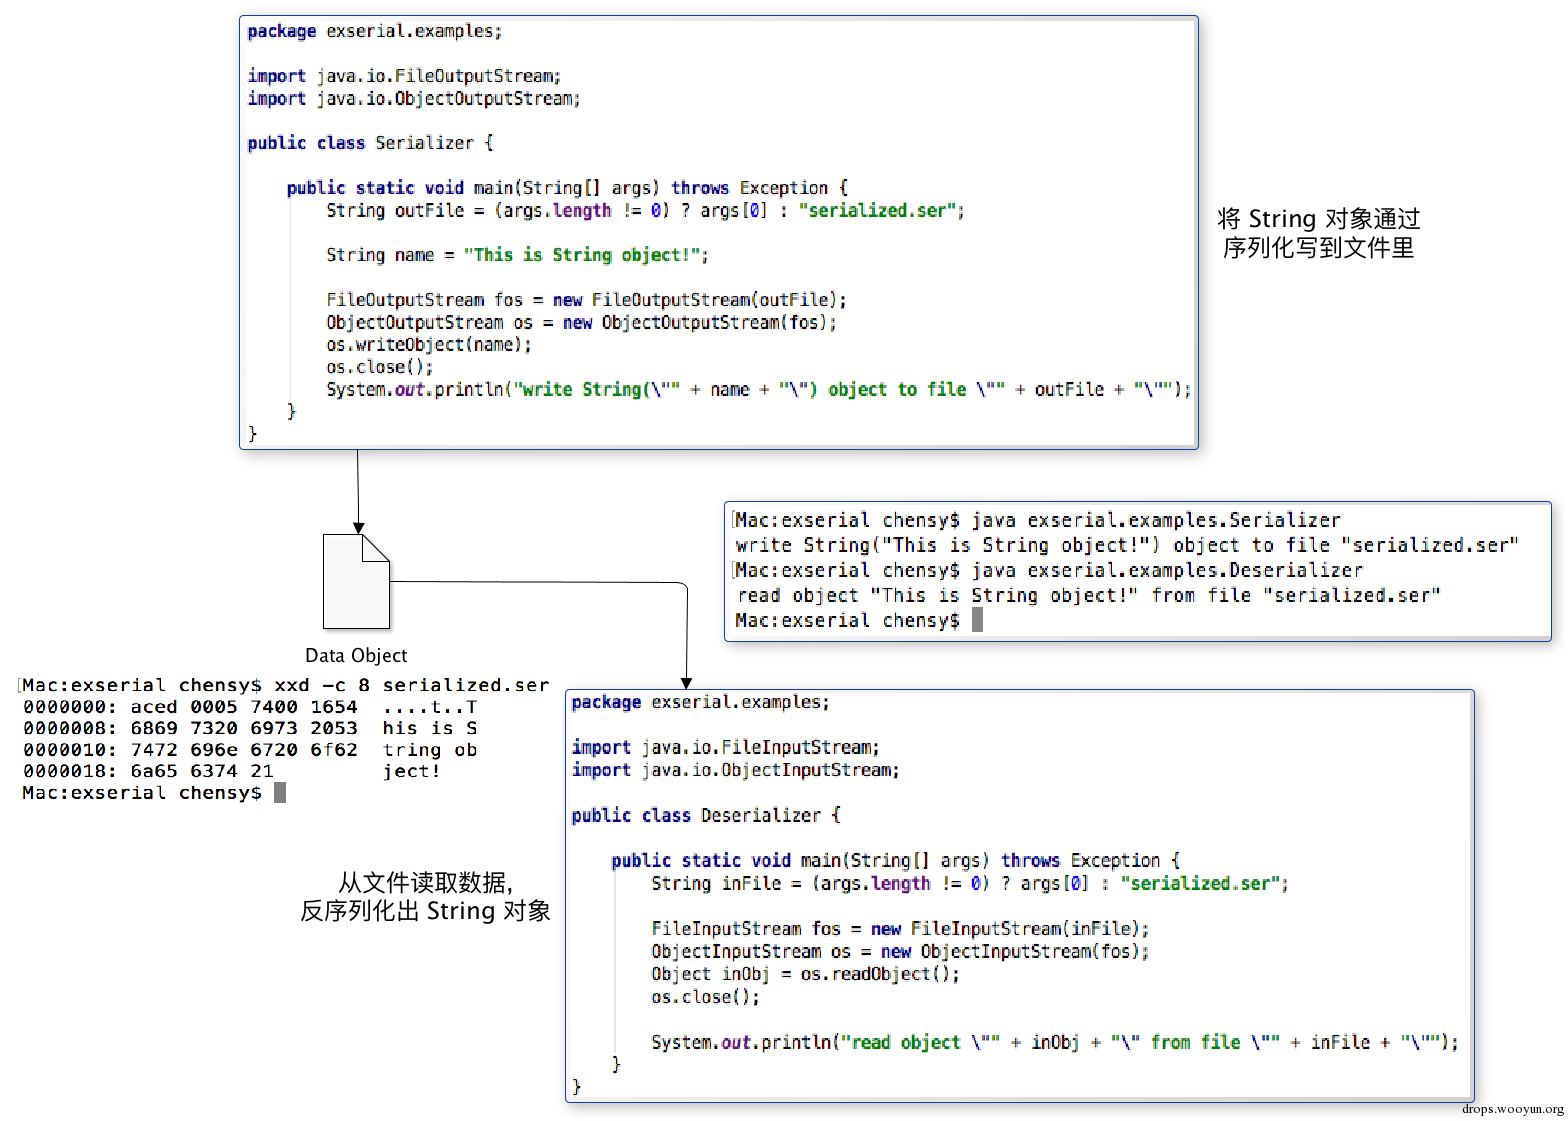 package exserial.examples;
import java.io.FileOutputStream;
import java.io.ObjectOutputStream;
public class Serializer {
public static void main(String[] args) throws Exception {
String outFile = (args.length != 0) ? args[0] : "serialized.ser";
String name = "This is String object!";
FileOutputStream fos = new FileOutputStream(outFile);
ObjectOutputStream os = new ObjectOutputStream(fos);
os.writeObject(name);
os.close();
System.out.println("write String(\"" + name + "\") object to file \"" + outFile + "\"");
}
}
将 String 对象通过
序列化写到文件里
[Mac:exserial chensy$ java exserial.examples.Serializer
write String("This is String object!") object to file "serialized.ser"
[Mac:exserial chensy$ java exserial.examples.Deserializer
read object "This is String object!" from file "serialized.ser"
Mac:exserial chensy$
Data Object
[Mac:exserial chensy$ xxd -c 8 serialized.ser
0000000: aced 0005 7400 1654  ....t..T
0000008: 6869 7320 6973 2053  his is S
0000010: 7472 696e 6720 6f62  tring ob
0000018: 6a65 6374 21         ject!
Mac:exserial chensy$
从文件读取数据,
反序列化出 String 对象
package exserial.examples;
import java.io.FileInputStream;
import java.io.ObjectInputStream;
public class Deserializer {
public static void main(String[] args) throws Exception {
String inFile = (args.length != 0) ? args[0] : "serialized.ser";
FileInputStream fos = new FileInputStream(inFile);
ObjectInputStream os = new ObjectInputStream(fos);
Object inObj = os.readObject();
os.close();
System.out.println("read object \"" + inObj + "\" from file \"" + inFile + "\"");
}
}
drops.wooyun.org